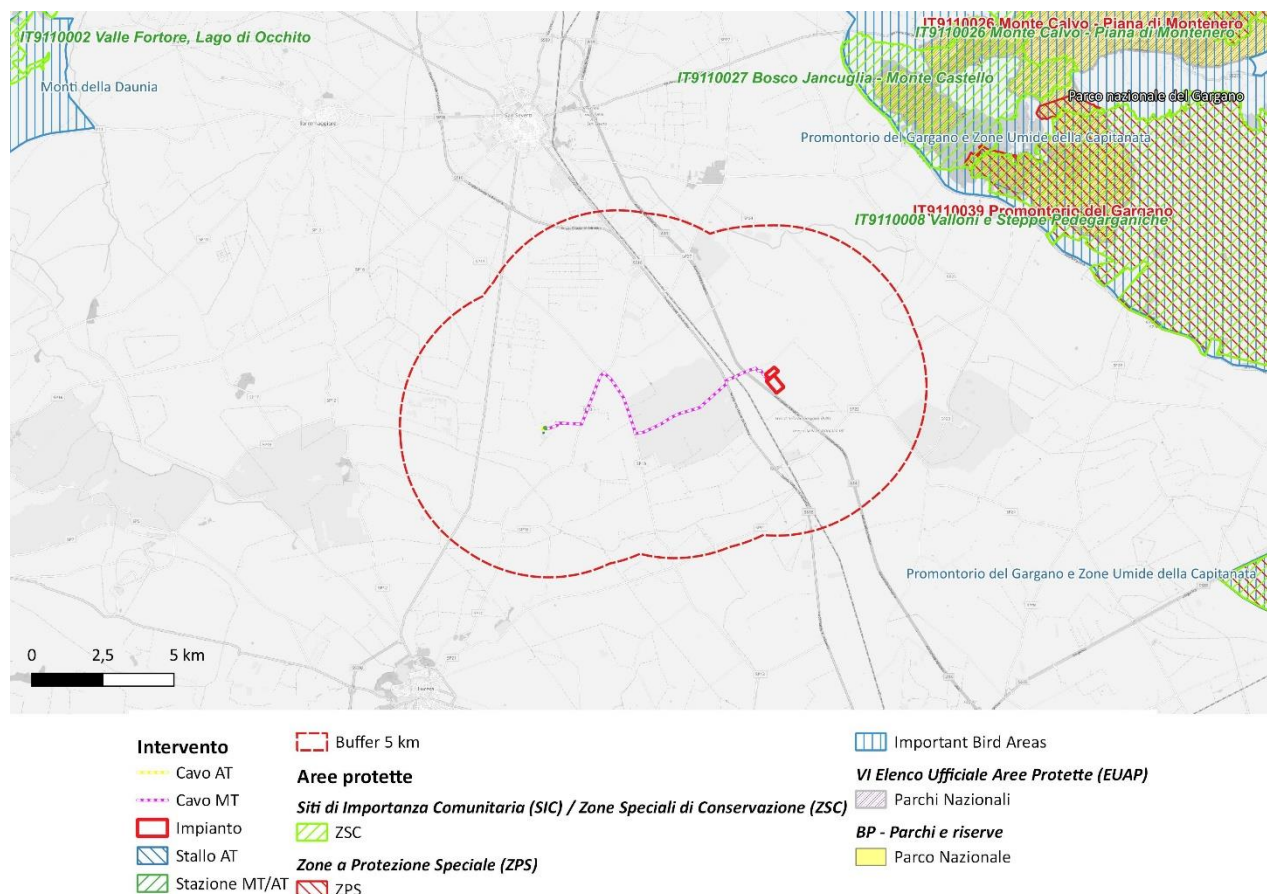 IT9110002 Valle Fortore, Lago di Occhito
Monti della Daunia
San Severo
IT9110026 Monte Calvo - Piana di Montenero
IT9110026 Monte Calvo - Piana di Montenero
IT9110027 Bosco Jancuglia - Monte Castello
Parco nazionale del Gargano
Promontorio del Gargano e Zone Umide della Capitanata
IT9110039 Promontorio del Gargano
IT9110008 Valloni e Steppe Pedegarganiche
Promontorio del Gargano e Zone Umide della Capitanata
0 2,5 5 km
Lucera
Intervento
Cavo AT
Cavo MT
Impianto
Stallo AT
Stazione MT/AT
Buffer 5 km
Aree protette
Siti di Importanza Comunitaria (SIC) / Zone Speciali di Conservazione (ZSC)
ZSC
Zone a Protezione Speciale (ZPS)
ZPS
Important Bird Areas
VI Elenco Ufficiale Aree Protette (EUAP)
Parchi Nazionali
BP - Parchi e riserve
Parco Nazionale